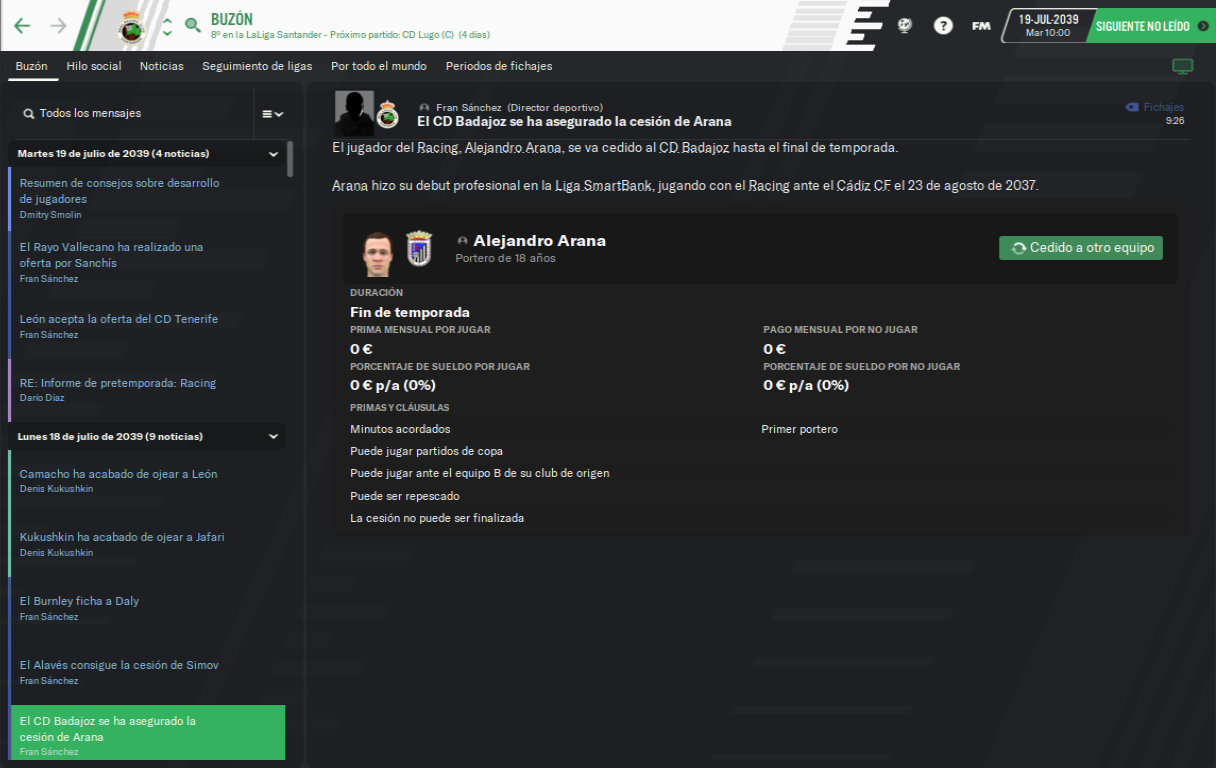 BUZÓN
8º en la LaLiga Santander - Próximo partido: CD Lugo (C) (4 días)
?
FM
19-JUL-2039
Mar 10:00
SIGUIENTE NO LEÍDO
Buzón
Hilo social
Noticias
Seguimiento de ligas
Por todo el mundo
Periodos de fichajes
Todos los mensajes
Martes 19 de julio de 2039 (4 noticias)
Resumen de consejos sobre desarrollo
de jugadores
Dmitry Smolin
El Rayo Vallecano ha realizado una
oferta por Sanchís
Fran Sánchez
León acepta la oferta del CD Tenerife
Fran Sánchez
RE: Informe de pretemporada: Racing
Darío Díaz
Lunes 18 de julio de 2039 (9 noticias)
Camacho ha acabado de ojear a León
Denis Kukushkin
Kukushkin ha acabado de ojear a Jafari
Denis Kukushkin
El Burnley ficha a Daly
Fran Sánchez
El Alavés consigue la cesión de Simov
Fran Sánchez
El CD Badajoz se ha asegurado la
cesión de Arana
Fran Sánchez
Fran Sánchez (Director deportivo)
El CD Badajoz se ha asegurado la cesión de Arana
Fichajes
9:26
El jugador del Racing, Alejandro Arana, se va cedido al CD Badajoz hasta el final de temporada.
Arana hizo su debut profesional en la Liga SmartBank, jugando con el Racing ante el Cádiz CF el 23 de agosto de 2037.
Alejandro Arana
Portero de 18 años
Cedido a otro equipo
DURACIÓN
Fin de temporada
PRIMA MENSUAL POR JUGAR
PAGO MENSUAL POR NO JUGAR
0 €
0 €
PORCENTAJE DE SUELDO POR JUGAR
PORCENTAJE DE SUELDO POR NO JUGAR
0 € p/a (0%)
0 € p/a (0%)
PRIMAS Y CLÁUSULAS
Minutos acordados
Primer portero
Puede jugar partidos de copa
Puede jugar ante el equipo B de su club de origen
Puede ser repescado
La cesión no puede ser finalizada